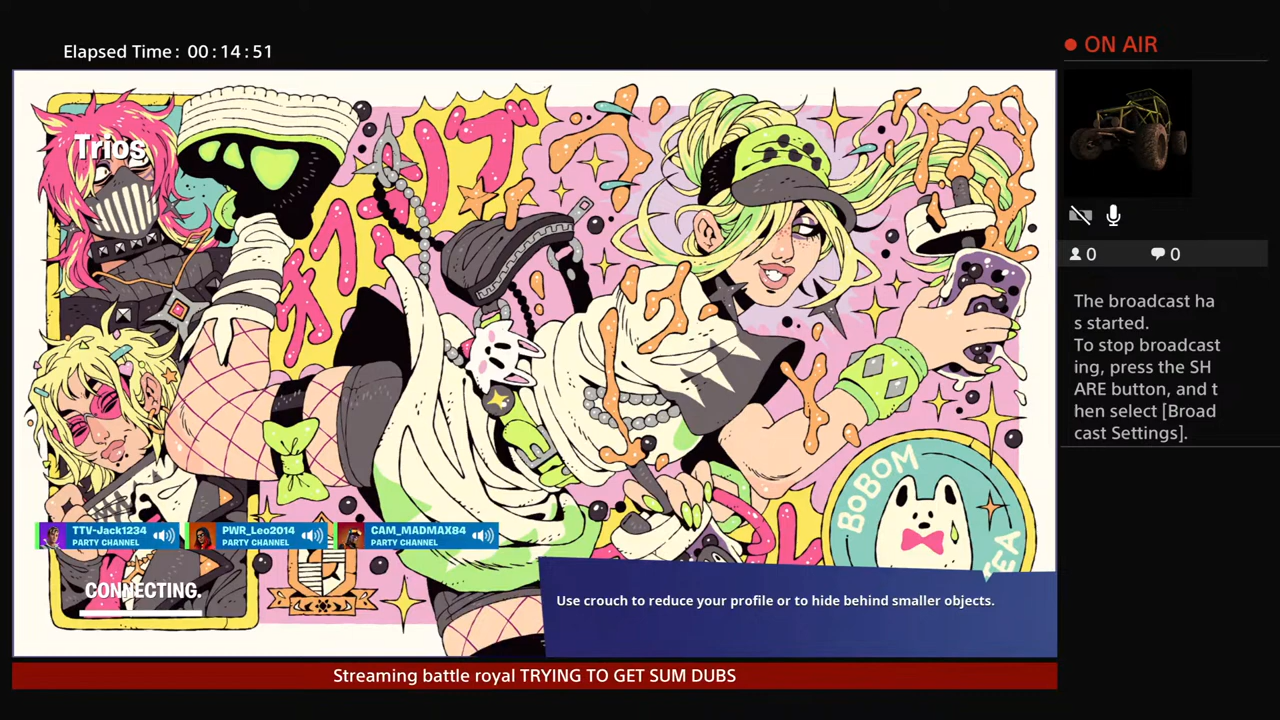 Elapsed Time: 00:14:51
ON AIR
Trios
0
0
The broadcast ha
s started.
To stop broadcast
ing, press the SH
ARE button, and t
hen select [Broad
cast Settings].
BOBOM
TEA
TTV-Jack1234
PARTY CHANNEL
PWR_Leo2014
PARTY CHANNEL
CAM_MADMAX84
PARTY CHANNEL
CONNECTING.
Use crouch to reduce your profile or to hide behind smaller objects.
Streaming battle royal TRYING TO GET SUM DUBS